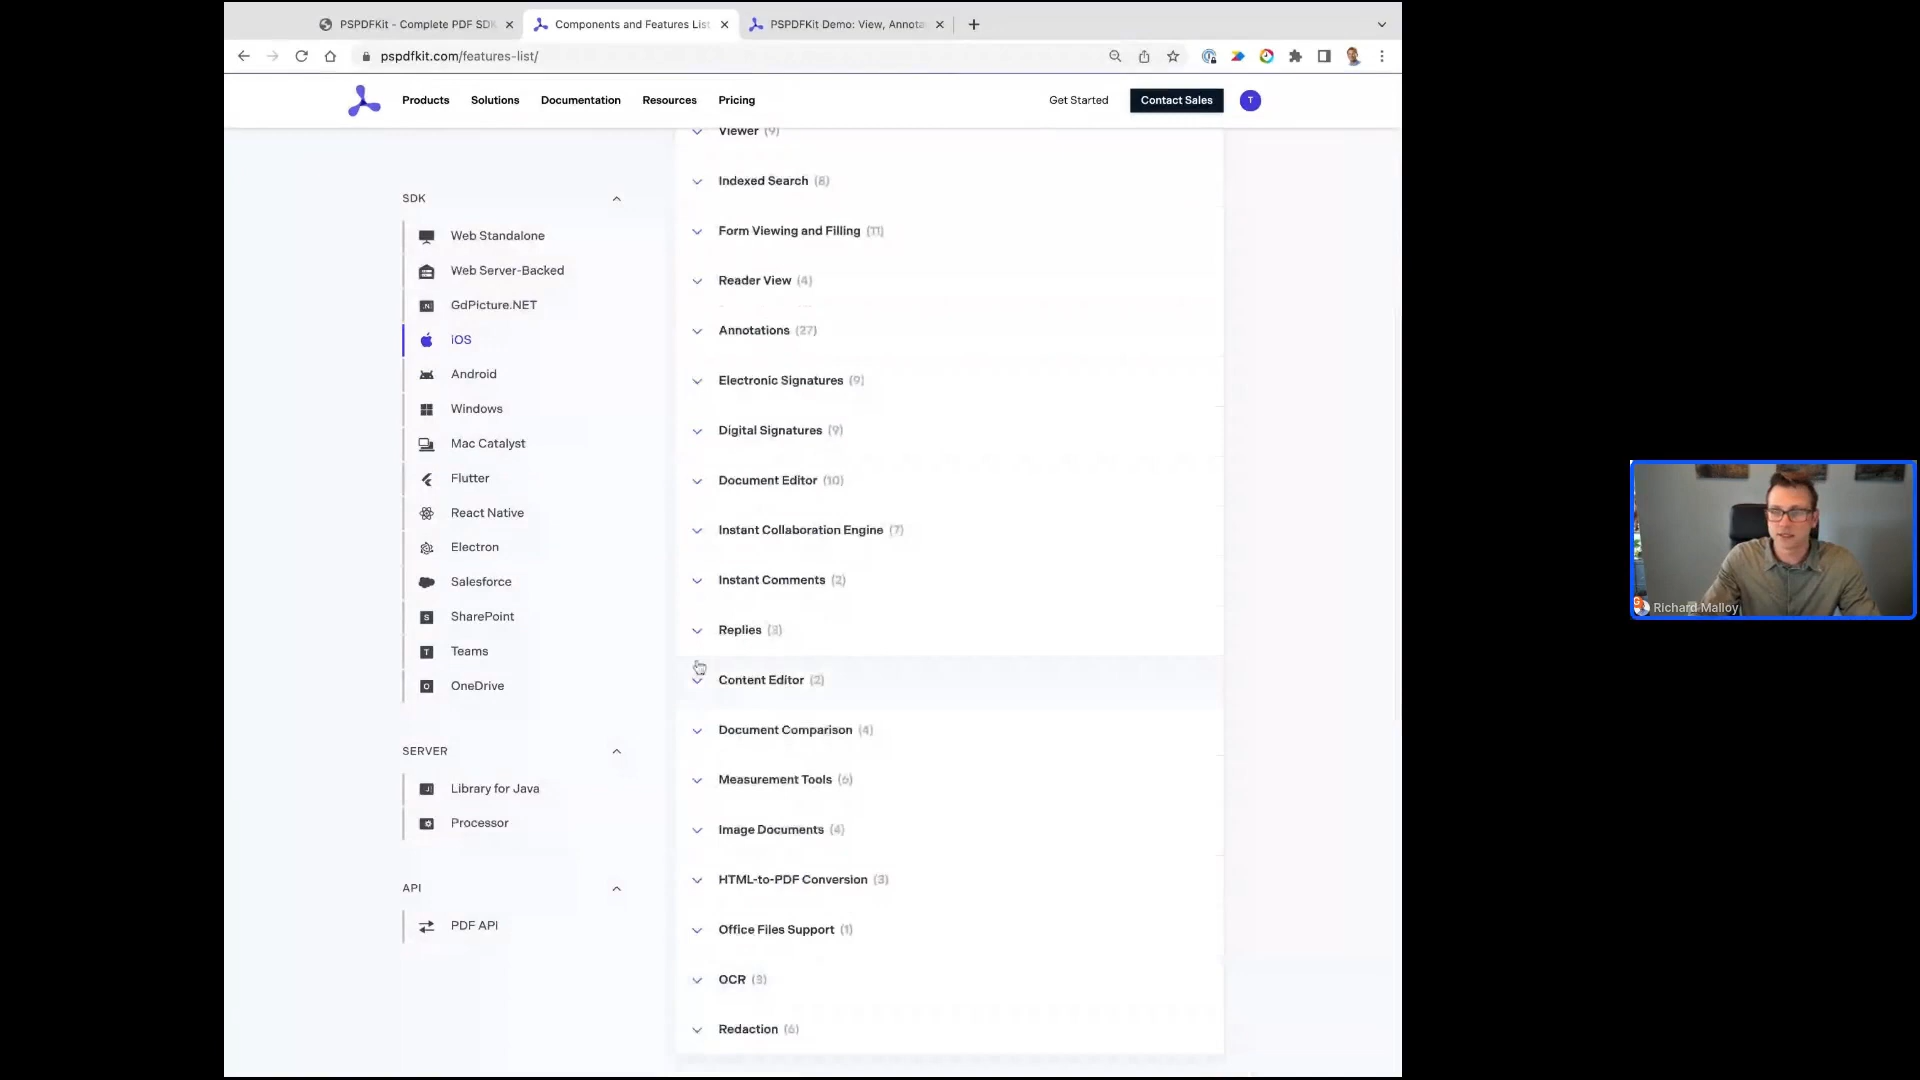 PSPDFKit - Complete PDF SDK
Components and Features List
PSPDFKit Demo: View, Annota
pspdfkit.com/features-list/
Products
Solutions
Documentation
Resources
Pricing
Get Started
Contact Sales
T
SDK
Web Standalone
Web Server-Backed
GdPicture.NET
iOS
Android
Windows
Mac Catalyst
Flutter
React Native
Electron
Salesforce
SharePoint
Teams
OneDrive
SERVER
Library for Java
Processor
API
PDF API
Viewer (9)
Indexed Search (8)
Form Viewing and Filling (11)
Reader View (4)
Annotations (27)
Electronic Signatures (9)
Digital Signatures (9)
Document Editor (10)
Instant Collaboration Engine (7)
Instant Comments (2)
Replies (3)
Content Editor (2)
Document Comparison (4)
Measurement Tools (6)
Image Documents (4)
HTML-to-PDF Conversion (3)
Office Files Support (1)
OCR (3)
Redaction (6)
Richard Malloy